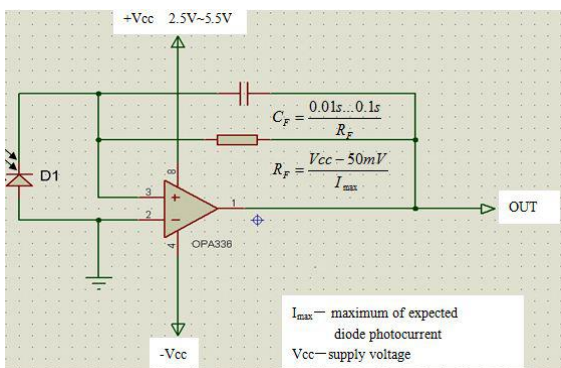 +Vcc 2.5V~5.5V
C_F = 0.01s...0.1s / R_F
R_F = Vcc − 50mV / I_max
D1
8
3
+
1
2
−
4
OPA336
OUT
-Vcc
I_max— maximum of expected
diode photocurrent
Vcc—supply voltage